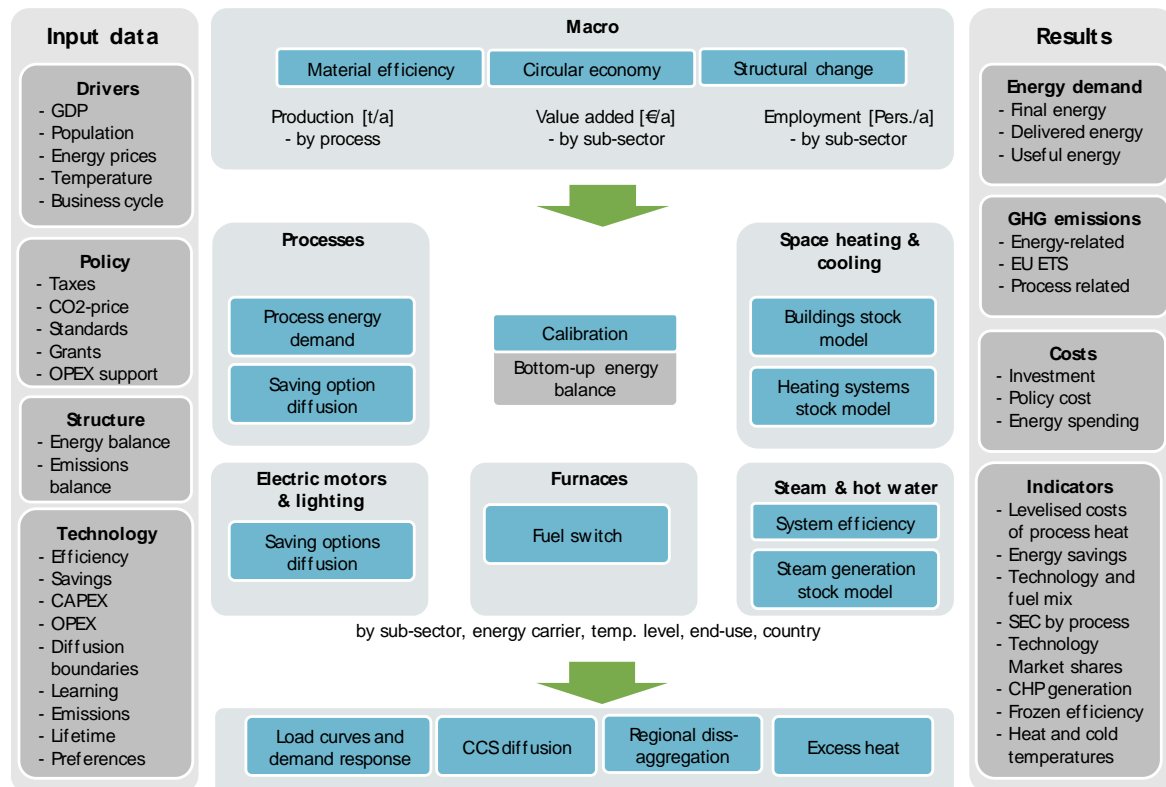 Input data
Drivers
- GDP
- Population
- Energy prices
- Temperature
- Business cycle
Policy
- Taxes
- CO2-price
- Standards
- Grants
- OPEX support
Structure
- Energy balance
- Emissions
balance
Technology
- Efficiency
- Savings
- CAPEX
- OPEX
- Diffusion
boundaries
- Learning
- Emissions
- Lifetime
- Preferences
Macro
Material efficiency
Circular economy
Structural change
Production [t/a]
- by process
Value added [€/a]
- by sub-sector
Employment [Pers./a]
- by sub-sector
Processes
Process energy
demand
Saving option
diffusion
Calibration
Bottom-up energy
balance
Space heating &
cooling
Buildings stock
model
Heating systems
stock model
Electric motors
& lighting
Saving options
diffusion
Furnaces
Fuel switch
Steam & hot water
System efficiency
Steam generation
stock model
by sub-sector, energy carrier, temp. level, end-use, country
Load curves and
demand response
CCS diffusion
Regional diss-
aggregation
Excess heat
Results
Energy demand
- Final energy
- Delivered energy
- Useful energy
GHG emissions
- Energy-related
- EU ETS
- Process related
Costs
- Investment
- Policy cost
- Energy spending
Indicators
- Levelised costs
of process heat
- Energy savings
- Technology and
fuel mix
- SEC by process
- Technology
Market shares
- CHP generation
- Frozen efficiency
- Heat and cold
temperatures